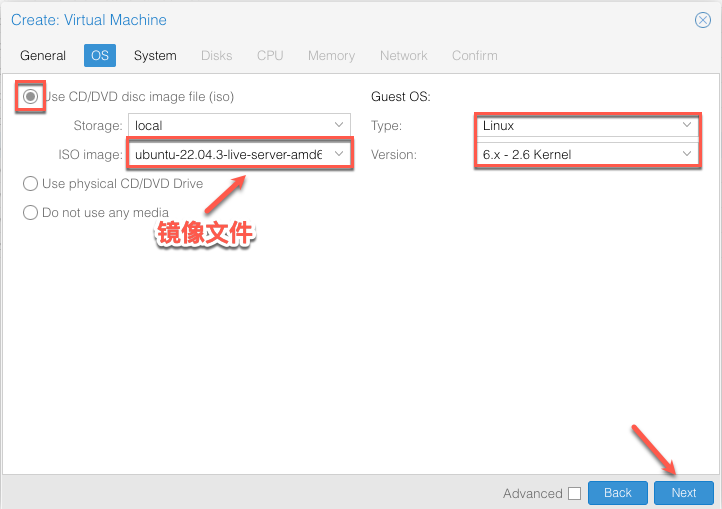 Create: Virtual Machine
General OS System Disks CPU Memory Network Confirm
Use CD/DVD disc image file (iso) Guest OS:
Storage: local Type: Linux
ISO image: ubuntu-22.04.3-live-server-amd6 Version: 6.x - 2.6 Kernel
Use physical CD/DVD Drive
Do not use any media
镜像文件
Advanced Back Next